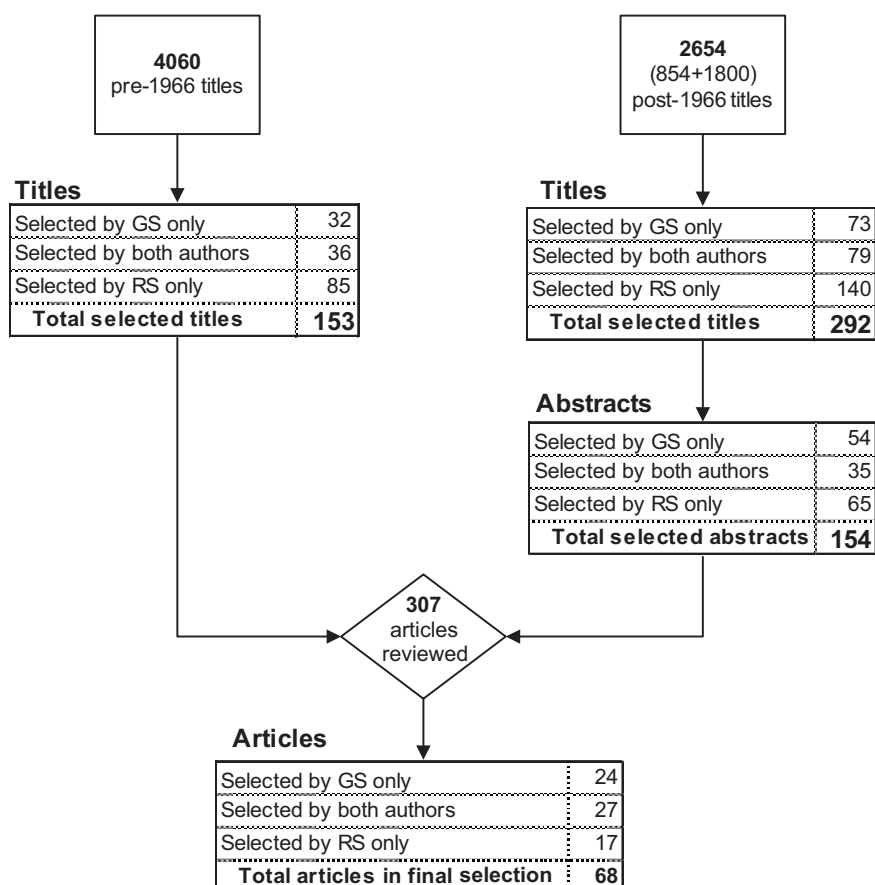 4060
pre-1966 titles
2654
(854+1800)
post-1966 titles
Titles
Selected by GS only 32
Selected by both authors 36
Selected by RS only 85
Total selected titles 153
Titles
Selected by GS only 73
Selected by both authors 79
Selected by RS only 140
Total selected titles 292
Abstracts
Selected by GS only 54
Selected by both authors 35
Selected by RS only 65
Total selected abstracts 154
307
articles
reviewed
Articles
Selected by GS only 24
Selected by both authors 27
Selected by RS only 17
Total articles in final selection 68